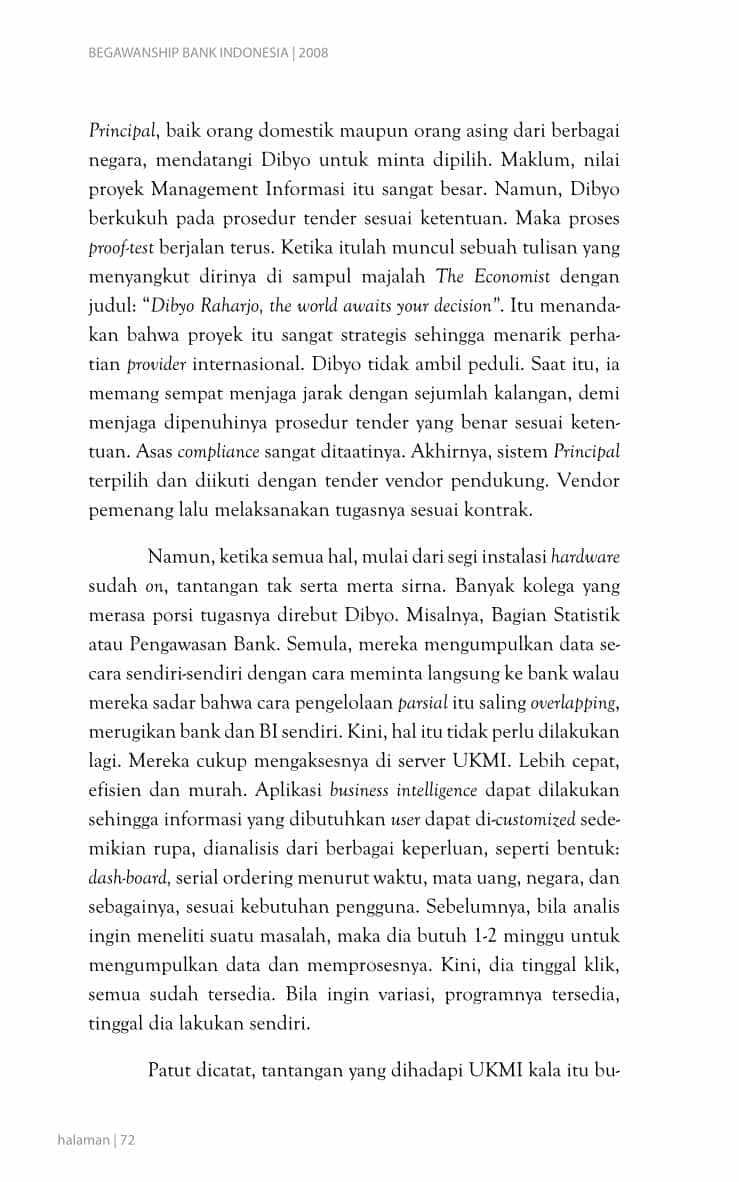 BEGAWANSHIP BANK INDONESIA | 2008
Principal, baik orang domestik maupun orang asing dari berbagai
negara, mendatangi Dibyo untuk minta dipilih. Maklum, nilai
proyek Management Informasi itu sangat besar. Namun, Dibyo
berkukuh pada prosedur tender sesuai ketentuan. Maka proses
proof-test berjalan terus. Ketika itulah muncul sebuah tulisan yang
menyangkut dirinya di sampul majalah The Economist dengan
judul: “Dibyo Raharjo, the world awaits your decision”. Itu menanda-
kan bahwa proyek itu sangat strategis sehingga menarik perha-
tian provider internasional. Dibyo tidak ambil peduli. Saat itu, ia
memang sempat menjaga jarak dengan sejumlah kalangan, demi
menjaga dipenuhinya prosedur tender yang benar sesuai keten-
tuan. Asas compliance sangat ditaatinya. Akhirnya, sistem Principal
terpilih dan diikuti dengan tender vendor pendukung. Vendor
pemenang lalu melaksanakan tugasnya sesuai kontrak.
Namun, ketika semua hal, mulai dari segi instalasi hardware
sudah on, tantangan tak serta merta sirna. Banyak kolega yang
merasa porsi tugasnya direbut Dibyo. Misalnya, Bagian Statistik
atau Pengawasan Bank. Semula, mereka mengumpulkan data se-
cara sendiri-sendiri dengan cara meminta langsung ke bank walau
mereka sadar bahwa cara pengelolaan parsial itu saling overlapping,
merugikan bank dan BI sendiri. Kini, hal itu tidak perlu dilakukan
lagi. Mereka cukup mengaksesnya di server UKMI. Lebih cepat,
efisien dan murah. Aplikasi business intelligence dapat dilakukan
sehingga informasi yang dibutuhkan user dapat di-customized sede-
mikian rupa, dianalisis dari berbagai keperluan, seperti bentuk:
dash-board, serial ordering menurut waktu, mata uang, negara, dan
sebagainya, sesuai kebutuhan pengguna. Sebelumnya, bila analis
ingin meneliti suatu masalah, maka dia butuh 1-2 minggu untuk
mengumpulkan data dan memprosesnya. Kini, dia tinggal klik,
semua sudah tersedia. Bila ingin variasi, programnya tersedia,
tinggal dia lakukan sendiri.
Patut dicatat, tantangan yang dihadapi UKMI kala itu bu-
halaman | 72